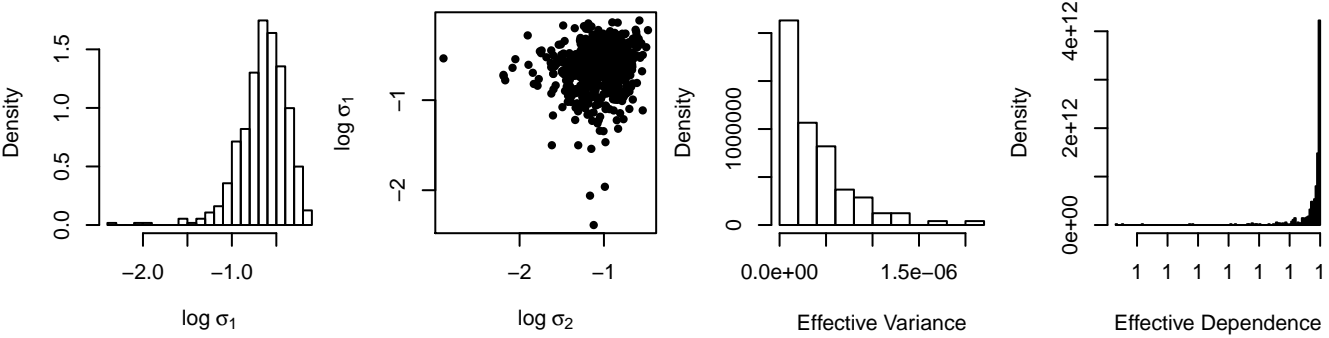 Density
0.0 0.5 1.0 1.5
−2.0 −1.0
log σ1
log σ1
−2 −1
−2 −1
log σ2
Density
0 1000000
0.0e+00 1.5e−06
Effective Variance
Density
0e+00 2e+12 4e+12
1 1 1 1 1 1 1
Effective Dependence